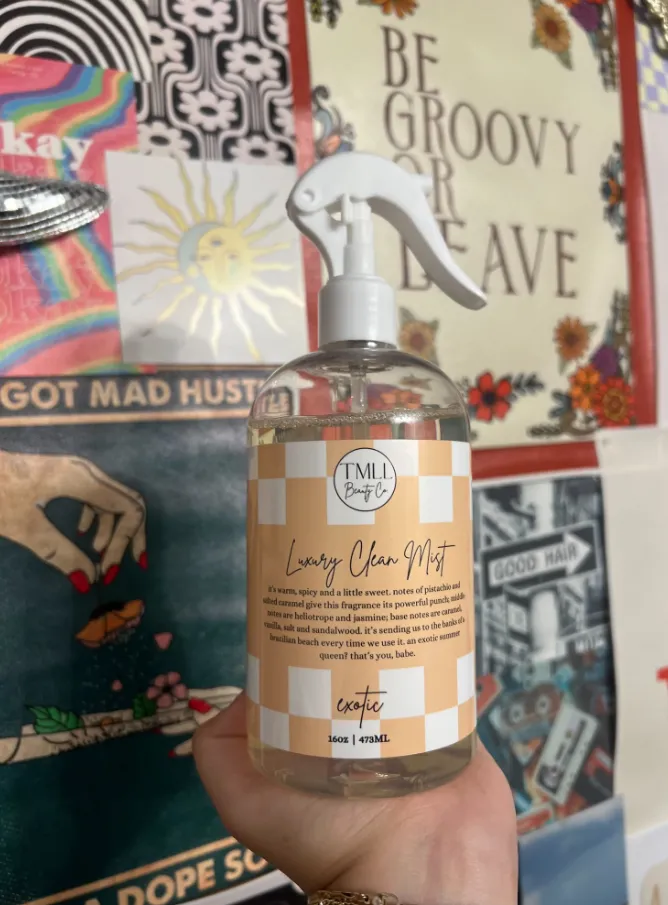 BE
GROOVY
OR
LEAVE
kay
GOT MAD HUSTLE
GOOD HAIR
TMLL
Beauty Co.
Luxury Clean Mist
it's warm, spicy and a little sweet. notes of pistachio and
salted caramel give this fragrance its powerful punch; middle
notes are heliotrope and jasmine; base notes are caramel,
vanilla, salt and sandalwood. it's sending us to the banks of a
brazilian beach every time we use it. an exotic summer
queen? that's you, babe.
exotic
16oz | 473ML
A DOPE SO